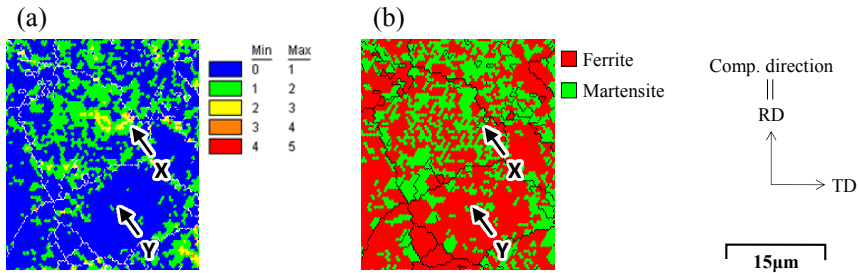 (a)
Min Max
0 1
1 2
2 3
3 4
4 5
X
Y
(b)
Ferrite
Martensite
X
Y
Comp. direction
RD
TD
15μm